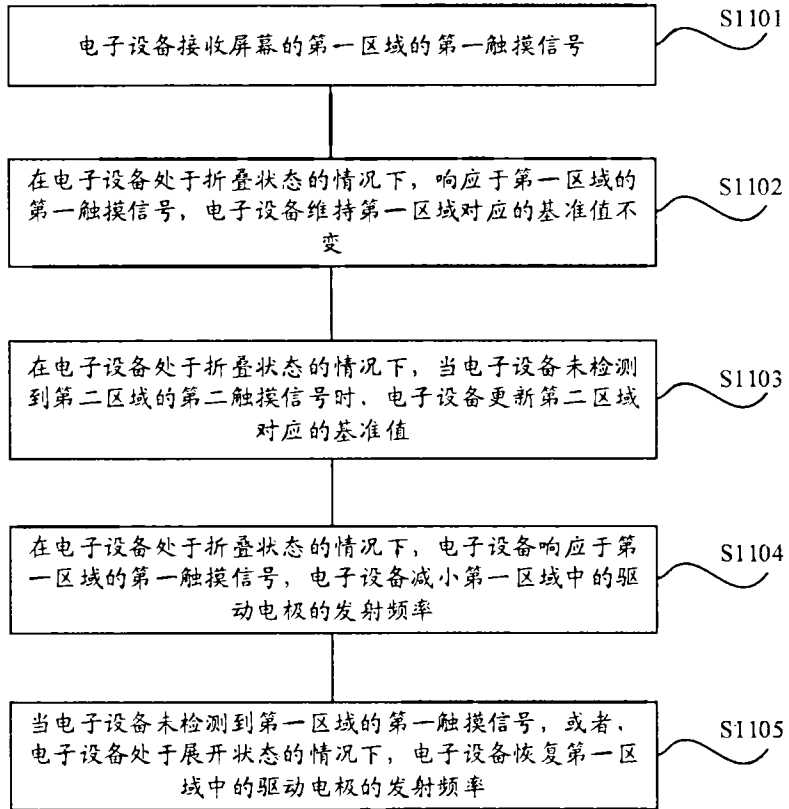 电子设备接收屏幕的第一区域的第一触摸信号
S1101
在电子设备处于折叠状态的情况下，响应于第一区域的
第一触摸信号，电子设备维持第一区域对应的基准值不
变
S1102
在电子设备处于折叠状态的情况下，当电子设备未检测
到第二区域的第二触摸信号时，电子设备更新第二区域
对应的基准值
S1103
在电子设备处于折叠状态的情况下，电子设备响应于第
一区域的第一触摸信号，电子设备减小第一区域中的驱
动电极的发射频率
S1104
当电子设备未检测到第一区域的第一触摸信号，或者，
电子设备处于展开状态的情况下，电子设备恢复第一区
域中的驱动电极的发射频率
S1105